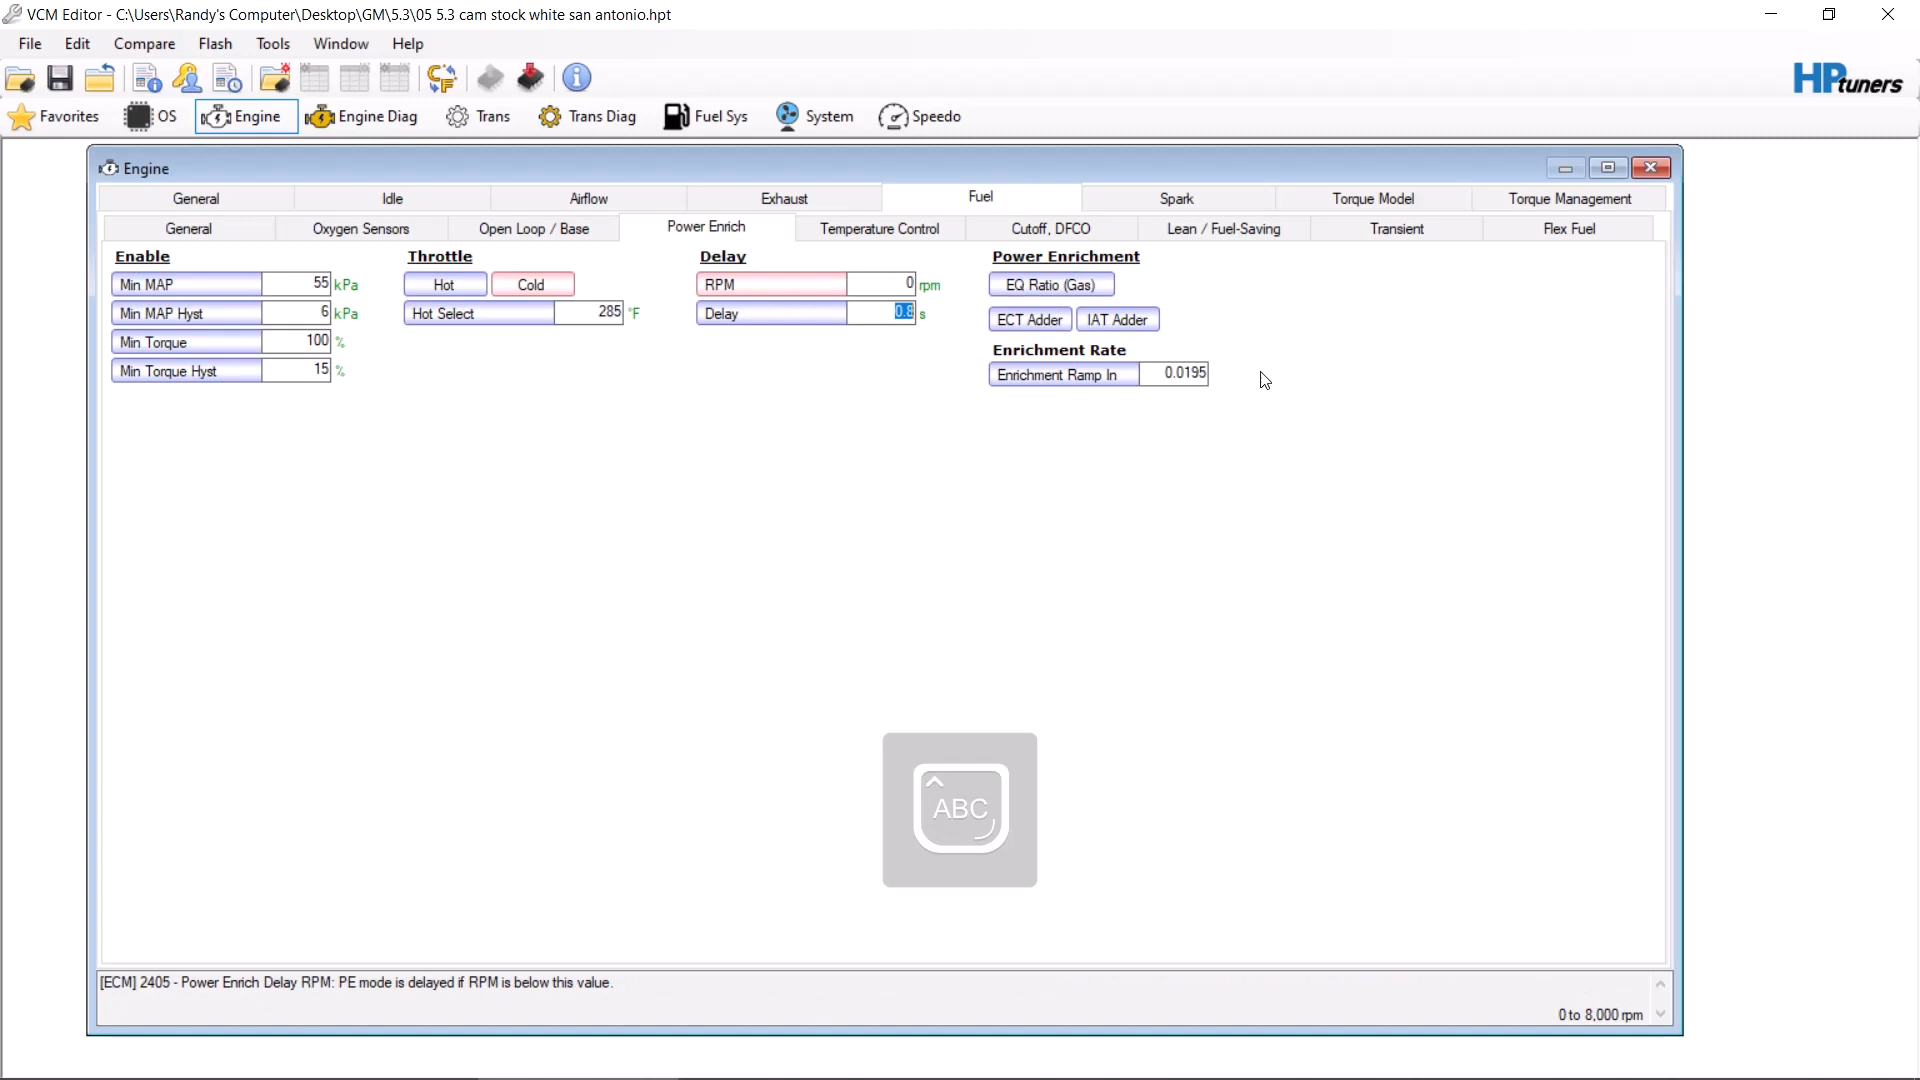 VCM Editor - C:\Users\Randy's Computer\Desktop\GM\5.3\05 5.3 cam stock white san antonio.hpt
File Edit Compare Flash Tools Window Help
HPtuners
Favorites OS Engine Engine Diag Trans Trans Diag Fuel Sys System Speedo
Engine
General Idle Airflow Exhaust Fuel Spark Torque Model Torque Management
General Oxygen Sensors Open Loop / Base Power Enrich Temperature Control Cutoff, DFCO Lean / Fuel-Saving Transient Flex Fuel
Enable Throttle Delay Power Enrichment
Min MAP 55 kPa Hot Cold RPM 0 rpm EQ Ratio (Gas)
Min MAP Hyst 6 kPa Hot Select 285 °F Delay 0.8 s ECT Adder IAT Adder
Min Torque 100 % Enrichment Rate
Min Torque Hyst 15 % Enrichment Ramp In 0.0195
ABC
[ECM] 2405 - Power Enrich Delay RPM: PE mode is delayed if RPM is below this value.
0 to 8,000 rpm